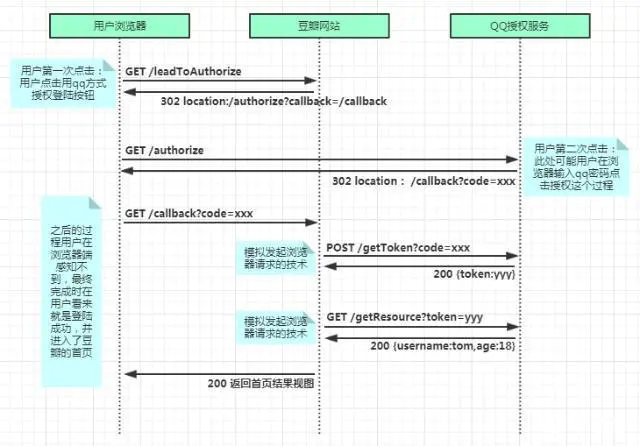 用户浏览器
豆瓣网站
QQ授权服务
用户第一次点击：
用户点击用qq方式
授权登陆按钮
GET /leadToAuthorize
302 location:/authorize?callback=/callback
GET /authorize
302 location： /callback?code=xxx
用户第二次点击：
此处可能用户在浏
览器输入qq密码点
击授权这个过程
GET /callback?code=xxx
之后的过
程用户在
浏览器端
感知不
到，最终
完成时在
用户看来
就是登陆
成功，并
进入了豆
瓣的首页
模拟发起浏览
器请求的技术
POST /getToken?code=xxx
200 {token:yyy}
模拟发起浏览
器请求的技术
GET /getResource?token=yyy
200 {username:tom,age:18}
200 返回首页结果视图